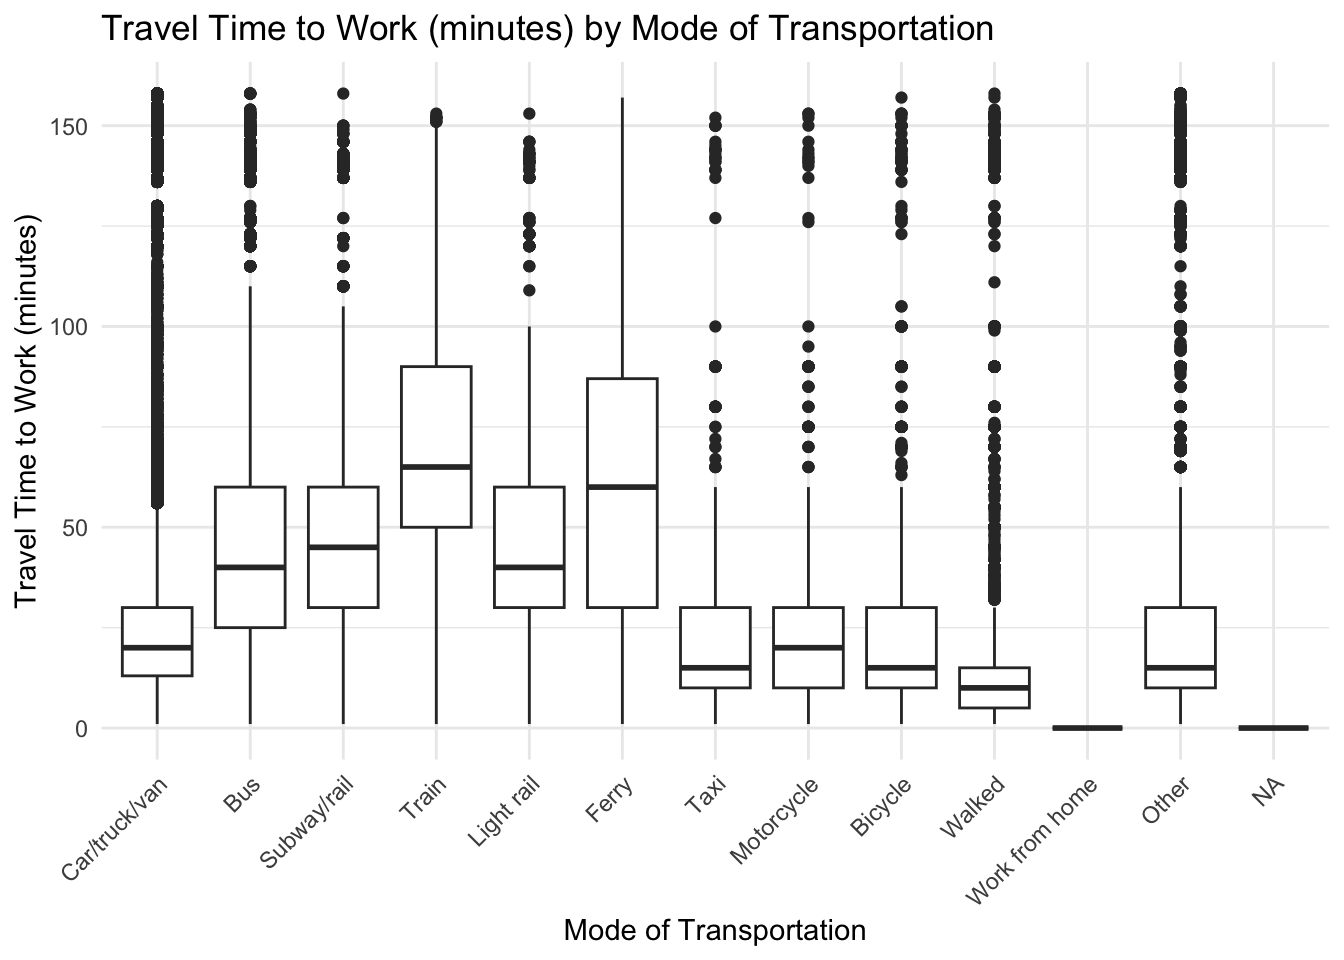 Travel Time to Work (minutes) by Mode of Transportation
Travel Time to Work (minutes)
150
100
50
0
Car/truck/van
Bus
Subway/rail
Train
Light rail
Ferry
Taxi
Motorcycle
Bicycle
Walked
Work from home
Other
NA
Mode of Transportation